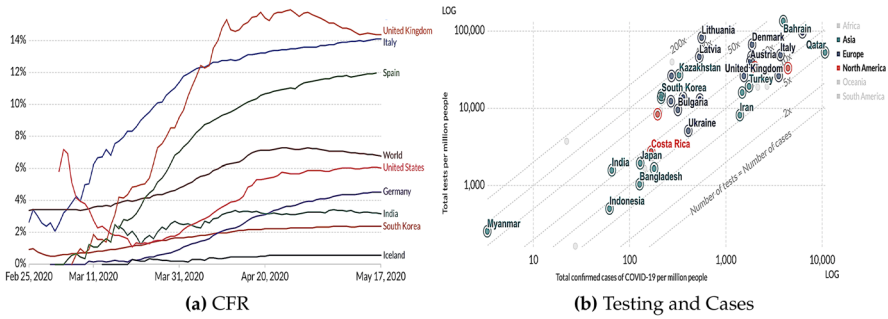 14%
12%
10%
8%
6%
4%
2%
0%
Feb 25, 2020
Mar 11, 2020
Mar 31, 2020
Apr 20, 2020
May 17, 2020
United Kingdom
Italy
Spain
World
United States
Germany
India
South Korea
Iceland
(a) CFR
LOG
100,000
10,000
1,000
Total tests per million people
LOG
10
100
1,000
10,000
LOG
Total confirmed cases of COVID-19 per million people
200x
50x
5x
2x
Number of tests = Number of cases
Lithuania
Latvia
Kazakhstan
South Korea
Bulgaria
Ukraine
Costa Rica
India
Japan
Bangladesh
Indonesia
Myanmar
Bahrain
Denmark
Austria
Italy
Qatar
United Kingdom
Turkey
Iran
Africa
Asia
Europe
North America
Oceania
South America
(b) Testing and Cases